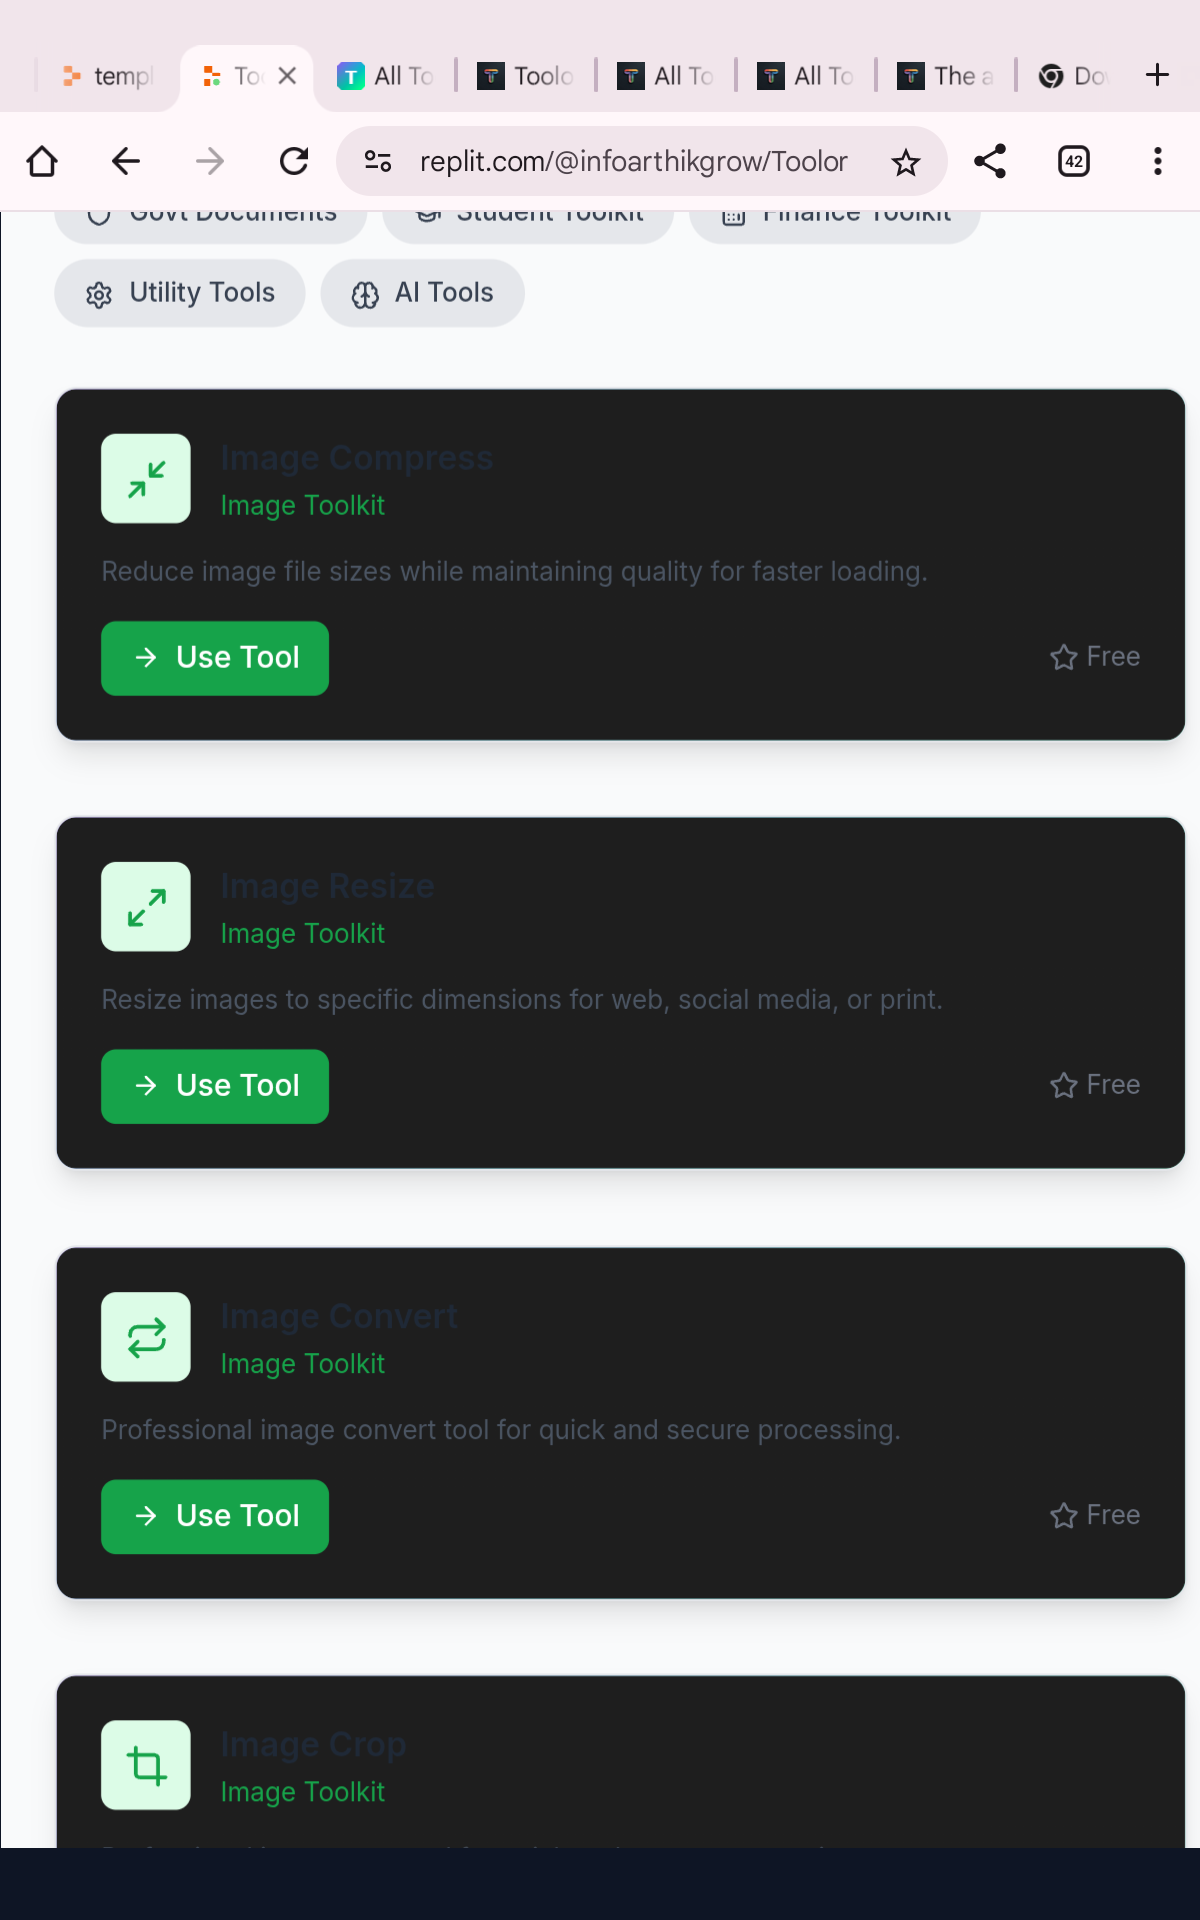 templ
Too
All To
Toolo
All To
All To
The a
Dov
replit.com/@infoarthikgrow/Toolor
42
Govt Documents
Student Toolkit
Finance Toolkit
Utility Tools
AI Tools
Image Compress
Image Toolkit
Reduce image file sizes while maintaining quality for faster loading.
Use Tool
Free
Image Resize
Image Toolkit
Resize images to specific dimensions for web, social media, or print.
Use Tool
Free
Image Convert
Image Toolkit
Professional image convert tool for quick and secure processing.
Use Tool
Free
Image Crop
Image Toolkit